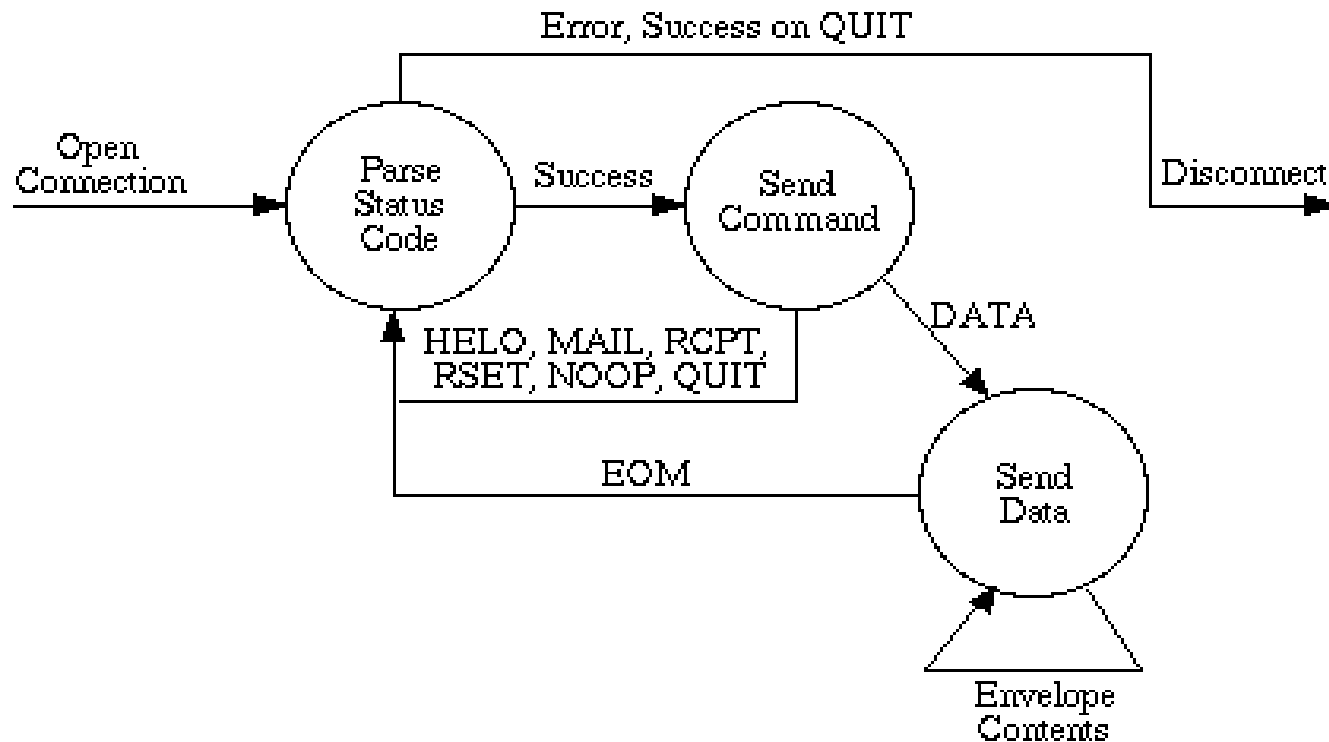 Error, Success on QUIT
Open
Connection
Parse
Status
Code
Success
Send
Command
Disconnect
DATA
HELO, MAIL, RCPT,
RSET, NOOP, QUIT
EOM
Send
Data
Envelope
Contents